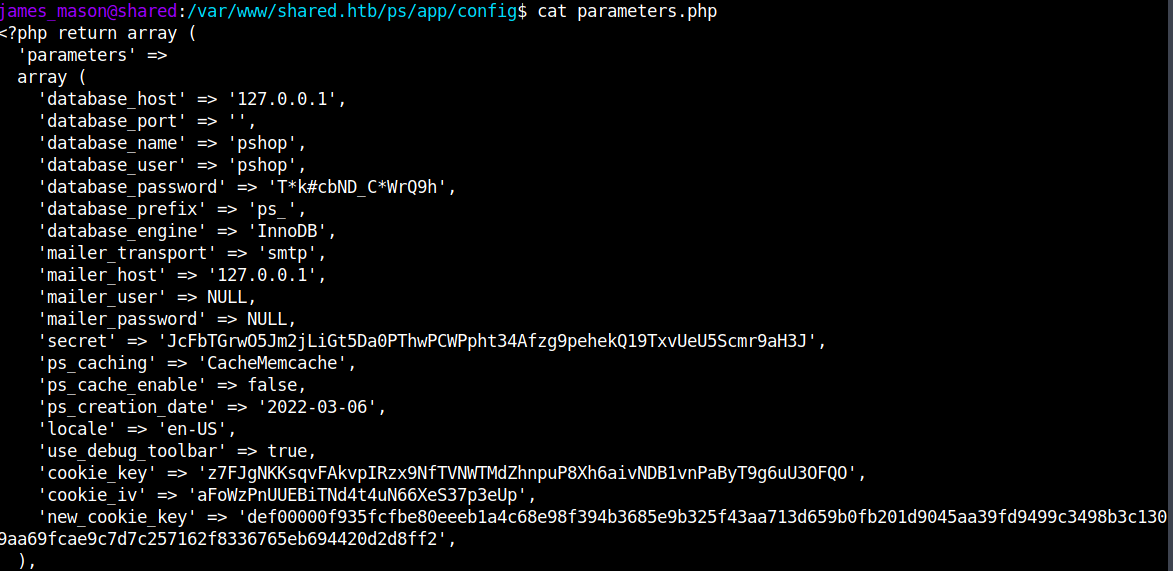 james_mason@shared:/var/www/shared.htb/ps/app/config$ cat parameters.php
<?php return array (
  'parameters' =>
  array (
    'database_host' => '127.0.0.1',
    'database_port' => '',
    'database_name' => 'pshop',
    'database_user' => 'pshop',
    'database_password' => 'T*k#cbND_C*WrQ9h',
    'database_prefix' => 'ps_',
    'database_engine' => 'InnoDB',
    'mailer_transport' => 'smtp',
    'mailer_host' => '127.0.0.1',
    'mailer_user' => NULL,
    'mailer_password' => NULL,
    'secret' => 'JcFbTGrwO5Jm2jLiGt5Da0PThwPCWPpht34Afzg9pehekQ19TxvUeU5Scmr9aH3J',
    'ps_caching' => 'CacheMemcache',
    'ps_cache_enable' => false,
    'ps_creation_date' => '2022-03-06',
    'locale' => 'en-US',
    'use_debug_toolbar' => true,
    'cookie_key' => 'z7FJgNKKsqvFAkvpIRzx9NfTVNWTMdZhnpuP8Xh6aivNDB1vnPaByT9g6uU3OFQO',
    'cookie_iv' => 'aFoWzPnUUEBiTNd4t4uN66XeS37p3eUp',
    'new_cookie_key' => 'def00000f935fcfbe80eeeb1a4c68e98f394b3685e9b325f43aa713d659b0fb201d9045aa39fd9499c3498b3c130
9aa69fcae9c7d7c257162f8336765eb694420d2d8ff2',
  ),